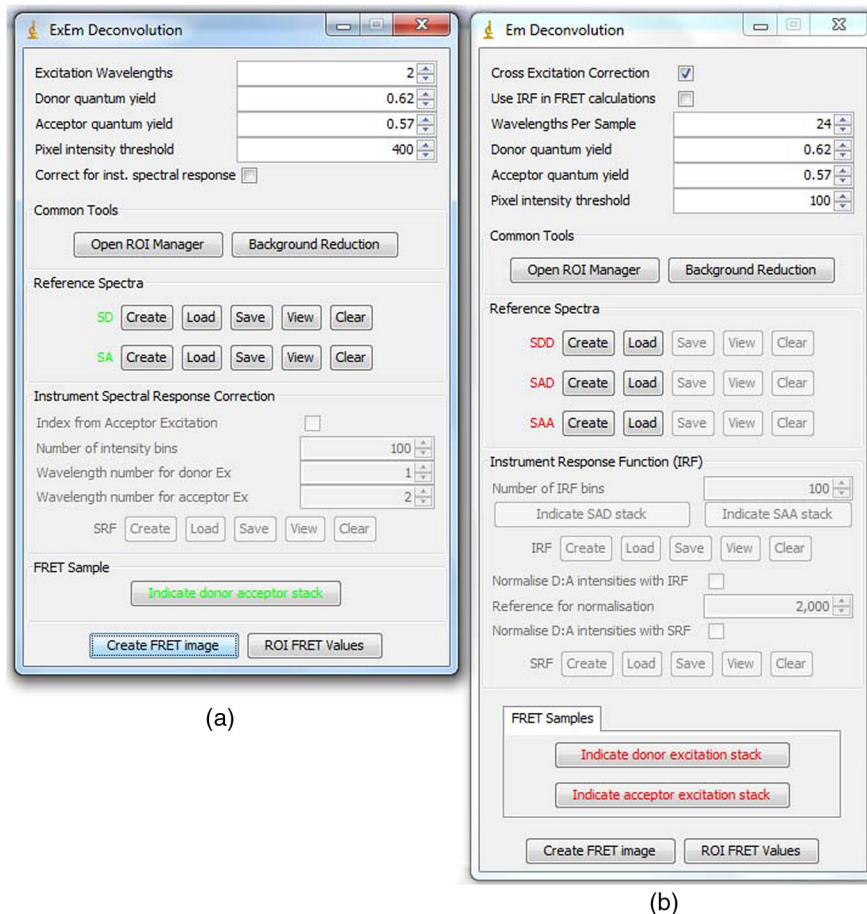 ExEm Deconvolution
Excitation Wavelengths 2
Donor quantum yield 0.62
Acceptor quantum yield 0.57
Pixel intensity threshold 400
Correct for inst. spectral response
Common Tools
Open ROI Manager Background Reduction
Reference Spectra
SD Create Load Save View Clear
SA Create Load Save View Clear
Instrument Spectral Response Correction
Index from Acceptor Excitation
Number of intensity bins 100
Wavelength number for donor Ex 1
Wavelength number for acceptor Ex 2
SRF Create Load Save View Clear
FRET Sample
Indicate donor acceptor stack
Create FRET image ROI FRET Values
(a)
Em Deconvolution
Cross Excitation Correction
Use IRF in FRET calculations
Wavelengths Per Sample 24
Donor quantum yield 0.62
Acceptor quantum yield 0.57
Pixel intensity threshold 100
Common Tools
Open ROI Manager Background Reduction
Reference Spectra
SDD Create Load Save View Clear
SAD Create Load Save View Clear
SAA Create Load Save View Clear
Instrument Response Function (IRF)
Number of IRF bins 100
Indicate SAD stack Indicate SAA stack
IRF Create Load Save View Clear
Normalise D:A intensities with IRF
Reference for normalisation 2,000
Normalise D:A intensities with SRF
SRF Create Load Save View Clear
FRET Samples
Indicate donor excitation stack
Indicate acceptor excitation stack
Create FRET image ROI FRET Values
(b)